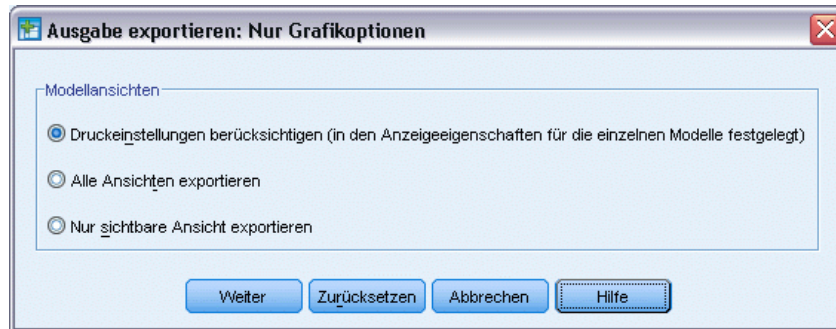 Ausgabe exportieren: Nur Grafikoptionen
Modellansichten
Druckeinstellungen berücksichtigen (in den Anzeigeeigenschaften für die einzelnen Modelle festgelegt)
Alle Ansichten exportieren
Nur sichtbare Ansicht exportieren
Weiter Zurücksetzen Abbrechen Hilfe